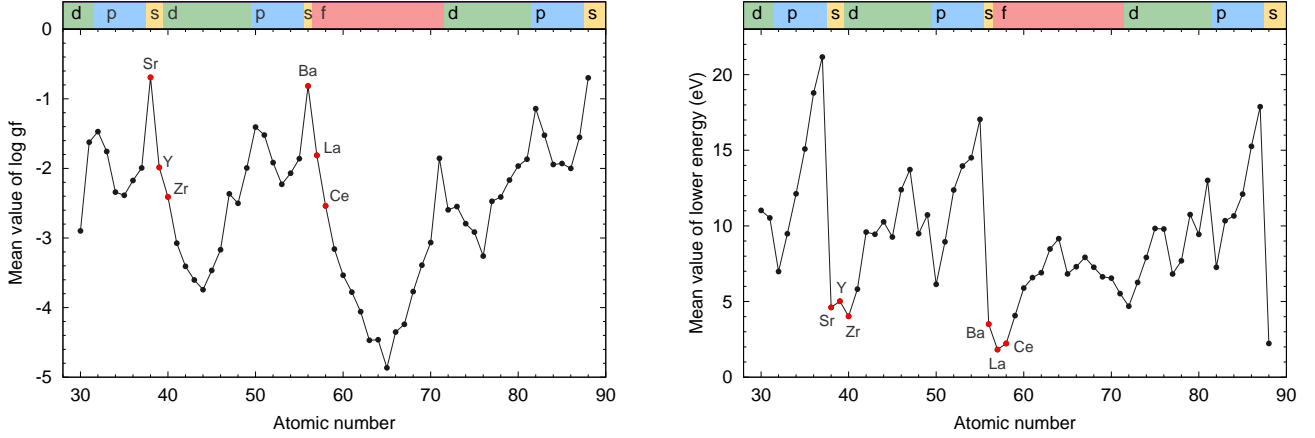 d p s d p s f d p s
0
-1
-2
-3
-4
-5
30 40 50 60 70 80 90
Atomic number
Mean value of log gf
Sr
Y
Zr
Ba
La
Ce
d p s d p s f d p s
20
15
10
5
0
30 40 50 60 70 80 90
Atomic number
Mean value of lower energy (eV)
Sr
Y
Zr
Ba
La
Ce